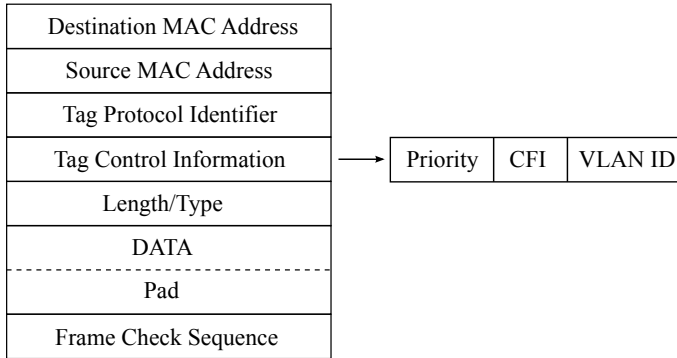 Destination MAC Address
Source MAC Address
Tag Protocol Identifier
Tag Control Information
Priority CFI VLAN ID
Length/Type
DATA
Pad
Frame Check Sequence